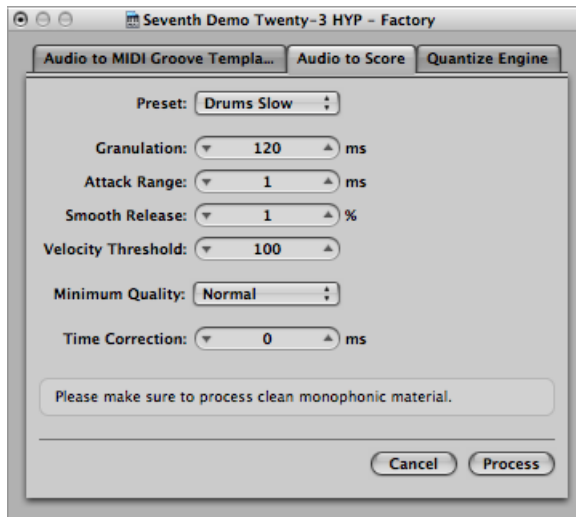 Seventh Demo Twenty-3 HYP – Factory
Audio to MIDI Groove Templa... Audio to Score Quantize Engine
Preset: Drums Slow
Granulation: 120 ms
Attack Range: 1 ms
Smooth Release: 1 %
Velocity Threshold: 100
Minimum Quality: Normal
Time Correction: 0 ms
Please make sure to process clean monophonic material.
Cancel Process